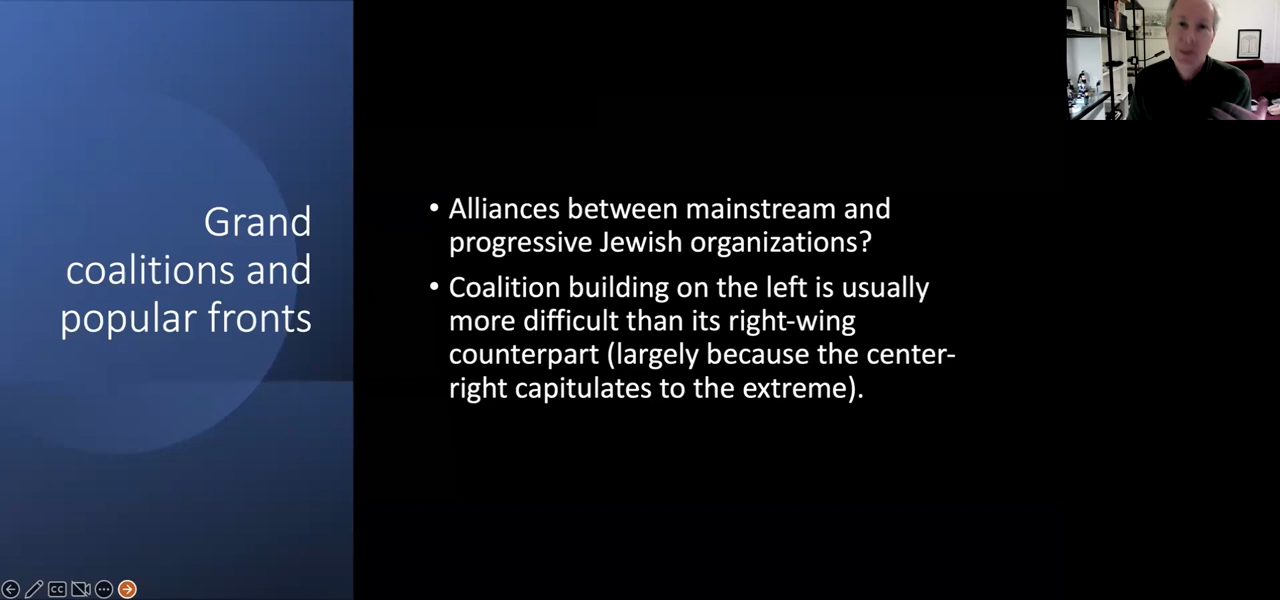 Grand
coalitions and
popular fronts
• Alliances between mainstream and
progressive Jewish organizations?
• Coalition building on the left is usually
more difficult than its right-wing
counterpart (largely because the center-
right capitulates to the extreme).
CC